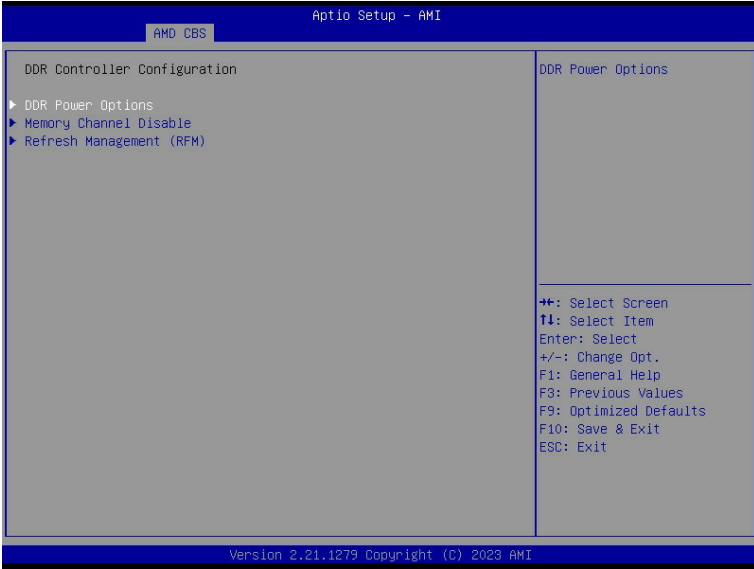 Aptio Setup – AMI
AMD CBS
DDR Controller Configuration
DDR Power Options
Memory Channel Disable
Refresh Management (RFM)
DDR Power Options
→←: Select Screen
↑↓: Select Item
Enter: Select
+/-: Change Opt.
F1: General Help
F3: Previous Values
F9: Optimized Defaults
F10: Save & Exit
ESC: Exit
Version 2.21.1279 Copyright (C) 2023 AMI